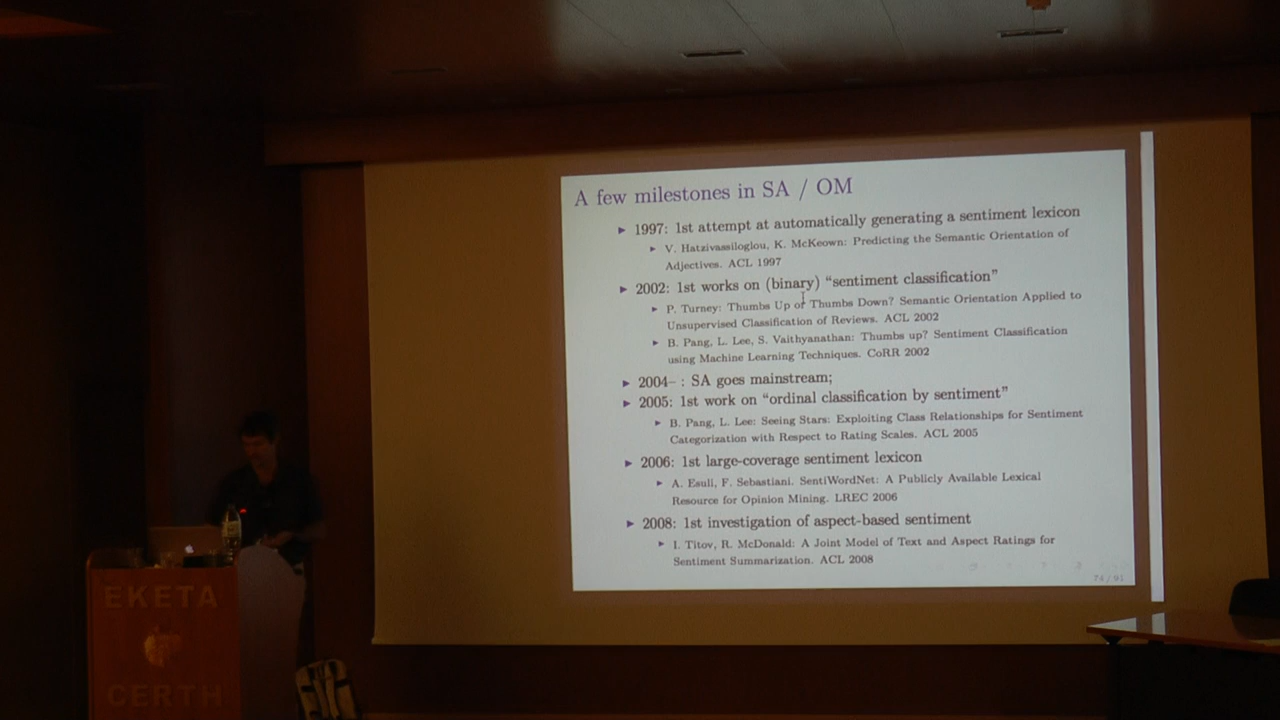 A few milestones in SA / OM
► 1997: 1st attempt at automatically generating a sentiment lexicon
► V. Hatzivassiloglou, K. McKeown: Predicting the Semantic Orientation of
Adjectives. ACL 1997
► 2002: 1st works on (binary) “sentiment classification”
► P. Turney: Thumbs Up or Thumbs Down? Semantic Orientation Applied to
Unsupervised Classification of Reviews. ACL 2002
► B. Pang, L. Lee, S. Vaithyanathan: Thumbs up? Sentiment Classification
using Machine Learning Techniques. CoRR 2002
► 2004– : SA goes mainstream;
► 2005: 1st work on “ordinal classification by sentiment”
► B. Pang, L. Lee: Seeing Stars: Exploiting Class Relationships for Sentiment
Categorization with Respect to Rating Scales. ACL 2005
► 2006: 1st large-coverage sentiment lexicon
► A. Esuli, F. Sebastiani. SentiWordNet: A Publicly Available Lexical
Resource for Opinion Mining. LREC 2006
► 2008: 1st investigation of aspect-based sentiment
► I. Titov, R. McDonald: A Joint Model of Text and Aspect Ratings for
Sentiment Summarization. ACL 2008
74 / 91
EKETA
CERTH